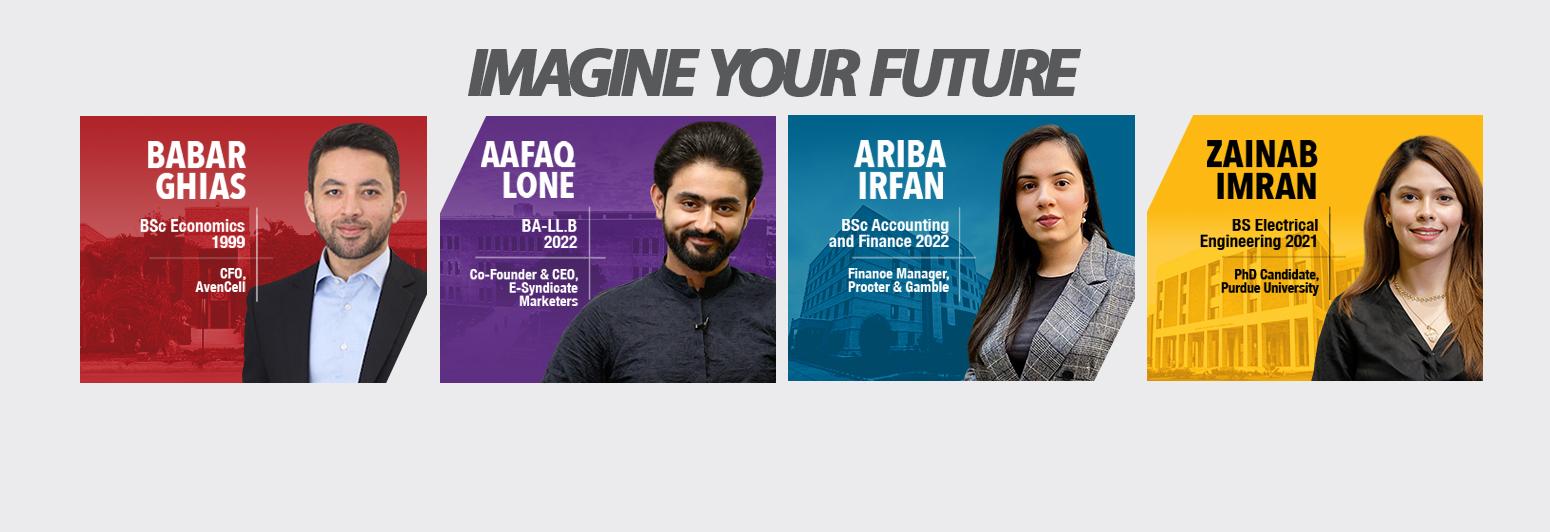 IMAGINE YOUR FUTURE
BABAR
GHIAS
BSc Economics
1999
CFO,
AvenCell
AAFAQ
LONE
BA-LL.B
2022
Co-Founder & CEO,
E-Syndicate
Marketers
ARIBA
IRFAN
BSc Accounting
and Finance 2022
Finance Manager,
Procter & Gamble
ZAINAB
IMRAN
BS Electrical
Engineering 2021
PhD Candidate,
Purdue University